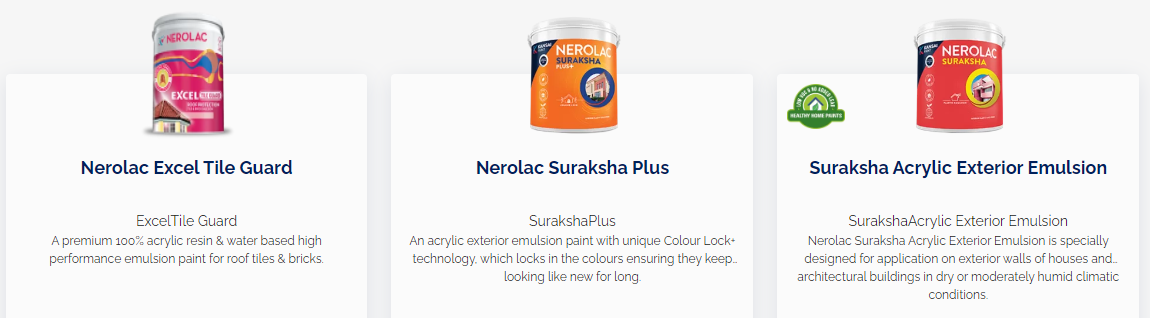 NEROLAC
EXCEL TILE GUARD
Nerolac Excel Tile Guard
ExcelTile Guard
A premium 100% acrylic resin & water based high
performance emulsion paint for roof tiles & bricks.
NEROLAC
SURAKSHA
PLUS+
Nerolac Suraksha Plus
SurakshaPlus
An acrylic exterior emulsion paint with unique Colour Lock+
technology, which locks in the colours ensuring they keep..
looking like new for long.
HEALTHY HOME PAINTS
NEROLAC
SURAKSHA
Suraksha Acrylic Exterior Emulsion
SurakshaAcrylic Exterior Emulsion
Nerolac Suraksha Acrylic Exterior Emulsion is specially
designed for application on exterior walls of houses and..
architectural buildings in dry or moderately humid climatic
conditions.